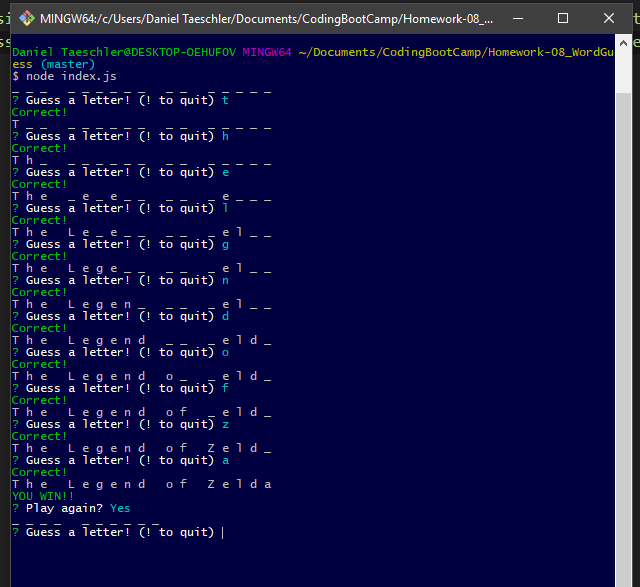 MINGW64:/c/Users/Daniel Taeschler/Documents/CodingBootCamp/Homework-08_...
Daniel Taeschler@DESKTOP-OEHUFOV MINGW64 ~/Documents/CodingBootCamp/Homework-08_WordGu
ess (master)
$ node index.js
_ _ _   _ _ _ _ _ _   _ _   _ _ _ _ _
? Guess a letter! (! to quit) t
Correct!
T _ _   _ _ _ _ _ _   _ _   _ _ _ _ _
? Guess a letter! (! to quit) h
Correct!
T h _   _ _ _ _ _ _   _ _   _ _ _ _ _
? Guess a letter! (! to quit) e
Correct!
T h e   _ e _ e _ _   _ _   _ e _ _ _
? Guess a letter! (! to quit) l
Correct!
T h e   L e _ e _ _   _ _   _ e l _ _
? Guess a letter! (! to quit) g
Correct!
T h e   L e g e _ _   _ _   _ e l _ _
? Guess a letter! (! to quit) n
Correct!
T h e   L e g e n _   _ _   _ e l _ _
? Guess a letter! (! to quit) d
Correct!
T h e   L e g e n d   _ _   _ e l d _
? Guess a letter! (! to quit) o
Correct!
T h e   L e g e n d   o _   _ e l d _
? Guess a letter! (! to quit) f
Correct!
T h e   L e g e n d   o f   _ e l d _
? Guess a letter! (! to quit) z
Correct!
T h e   L e g e n d   o f   Z e l d _
? Guess a letter! (! to quit) a
Correct!
T h e   L e g e n d   o f   Z e l d a
YOU WIN!!
? Play again? Yes
_ _ _ _   _ _ _ _ _ _
? Guess a letter! (! to quit)